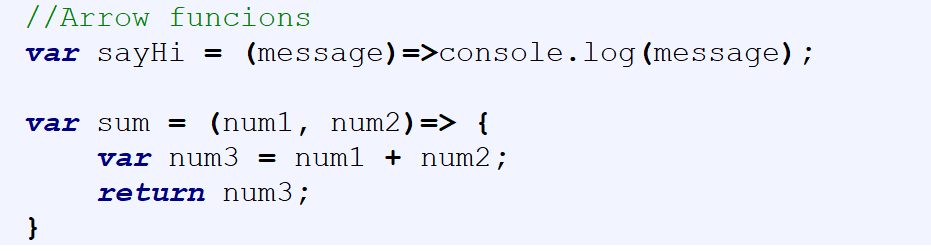 //Arrow funcions
var sayHi = (message)=>console.log(message);
var sum = (num1, num2)=> {
var num3 = num1 + num2;
return num3;
}